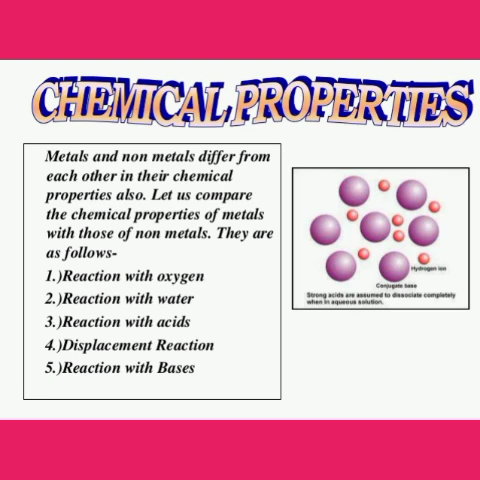 CHEMICAL PROPERTIES
Metals and non metals differ from
each other in their chemical
properties also. Let us compare
the chemical properties of metals
with those of non metals. They are
as follows-
1.)Reaction with oxygen
2.)Reaction with water
3.)Reaction with acids
4.)Displacement Reaction
5.)Reaction with Bases
Hydrogen ion
Conjugate base
Strong acids are assumed to dissociate completely
when in aqueous solution.